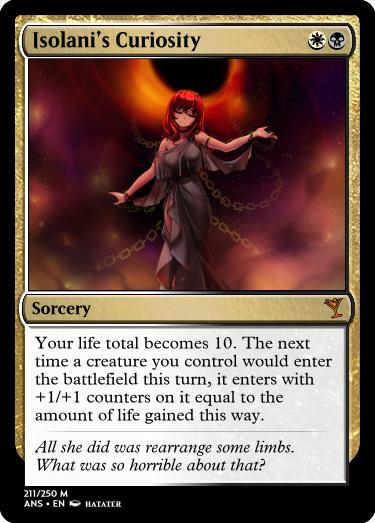 Isolani's Curiosity
Sorcery
Your life total becomes 10. The next
time a creature you control would enter
the battlefield this turn, it enters with
+1/+1 counters on it equal to the
amount of life gained this way.
All she did was rearrange some limbs.
What was so horrible about that?
211/250 M
ANS • EN HATATER